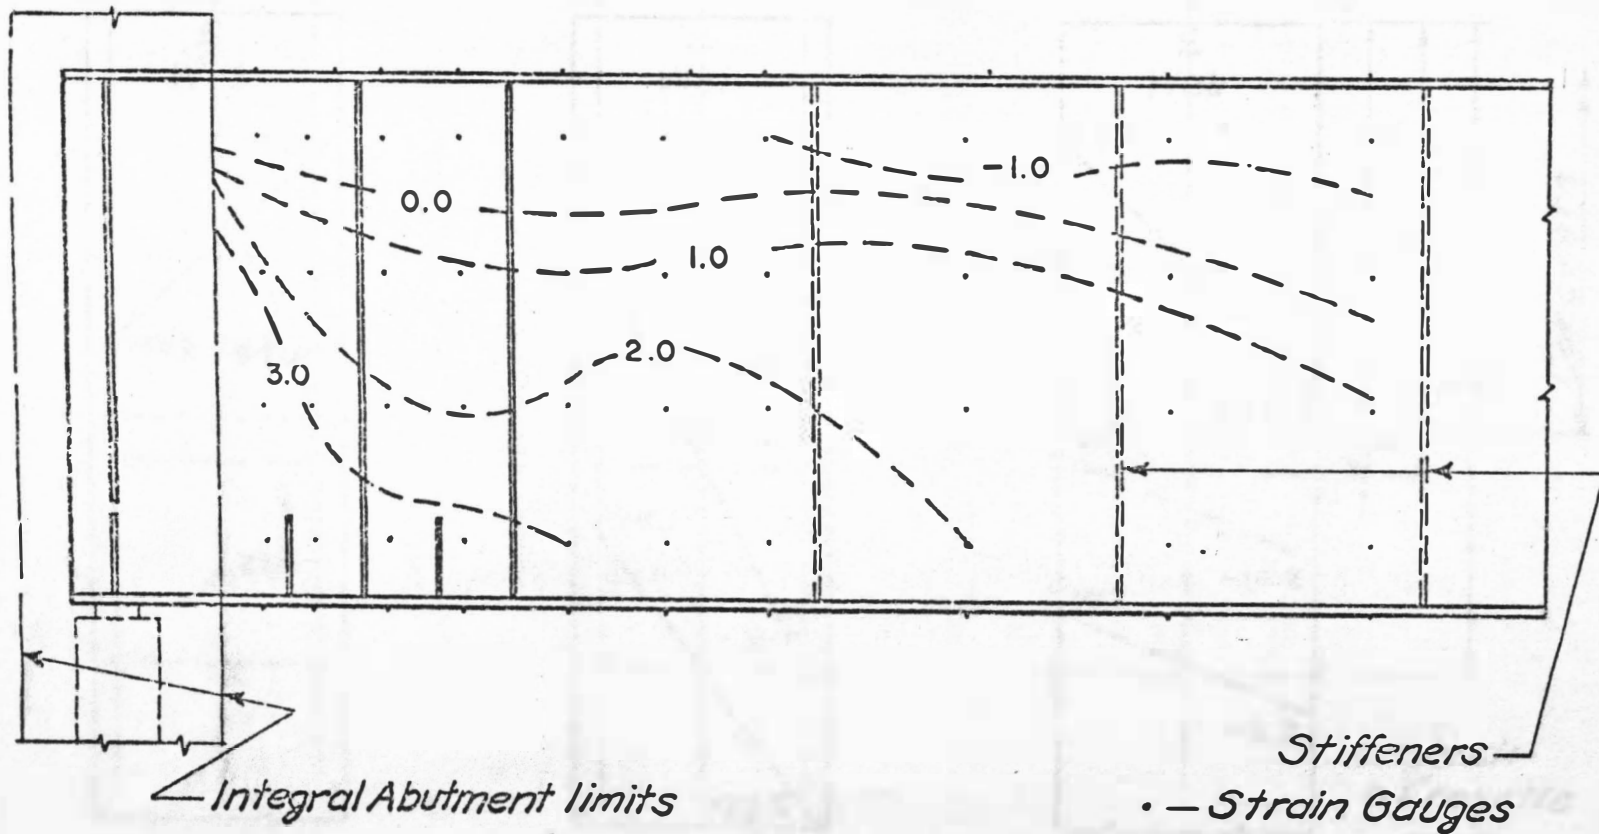 -1.0
0.0
1.0
2.0
3.0
Stiffeners
Integral Abutment limits
• — Strain Gauges